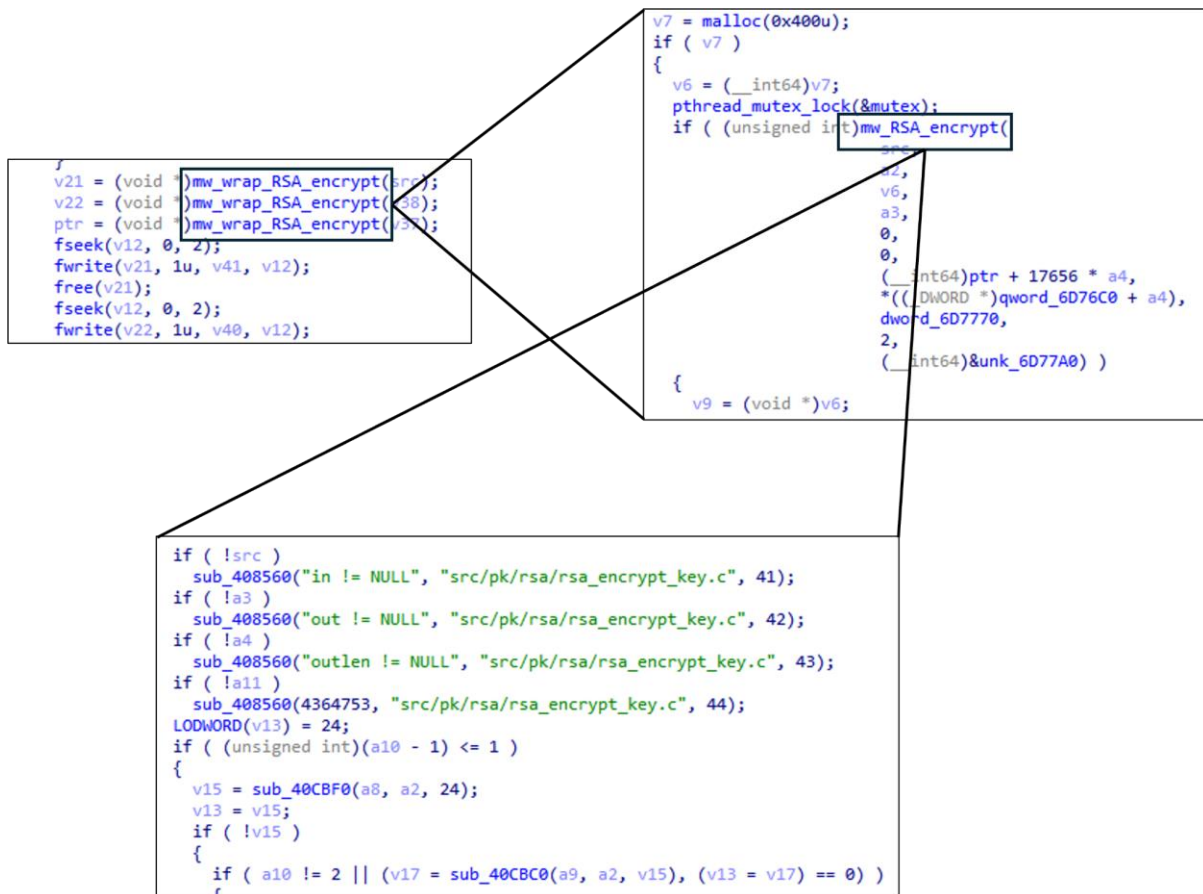 v7 = malloc(0x400u);
if ( v7 )
{
v6 = (__int64)v7;
pthread_mutex_lock(&mutex);
if ( (unsigned int)mw_RSA_encrypt(
src,
a2,
v6,
a3,
0,
0,
(__int64)ptr + 17656 * a4,
*((_DWORD *)qword_6D76C0 + a4),
dword_6D7770,
2,
(__int64)&unk_6D77A0) )
{
v9 = (void *)v6;
}
v21 = (void *)mw_wrap_RSA_encrypt(src);
v22 = (void *)mw_wrap_RSA_encrypt(v38);
ptr = (void *)mw_wrap_RSA_encrypt(v37);
fseek(v12, 0, 2);
fwrite(v21, 1u, v41, v12);
free(v21);
fseek(v12, 0, 2);
fwrite(v22, 1u, v40, v12);
if ( !src )
sub_408560("in != NULL", "src/pk/rsa/rsa_encrypt_key.c", 41);
if ( !a3 )
sub_408560("out != NULL", "src/pk/rsa/rsa_encrypt_key.c", 42);
if ( !a4 )
sub_408560("outlen != NULL", "src/pk/rsa/rsa_encrypt_key.c", 43);
if ( !a11 )
sub_408560(4364753, "src/pk/rsa/rsa_encrypt_key.c", 44);
LODWORD(v13) = 24;
if ( (unsigned int)(a10 - 1) <= 1 )
{
v15 = sub_40CBF0(a8, a2, 24);
v13 = v15;
if ( !v15 )
{
if ( a10 != 2 || (v17 = sub_40CBC0(a9, a2, v15), (v13 = v17) == 0) )
{